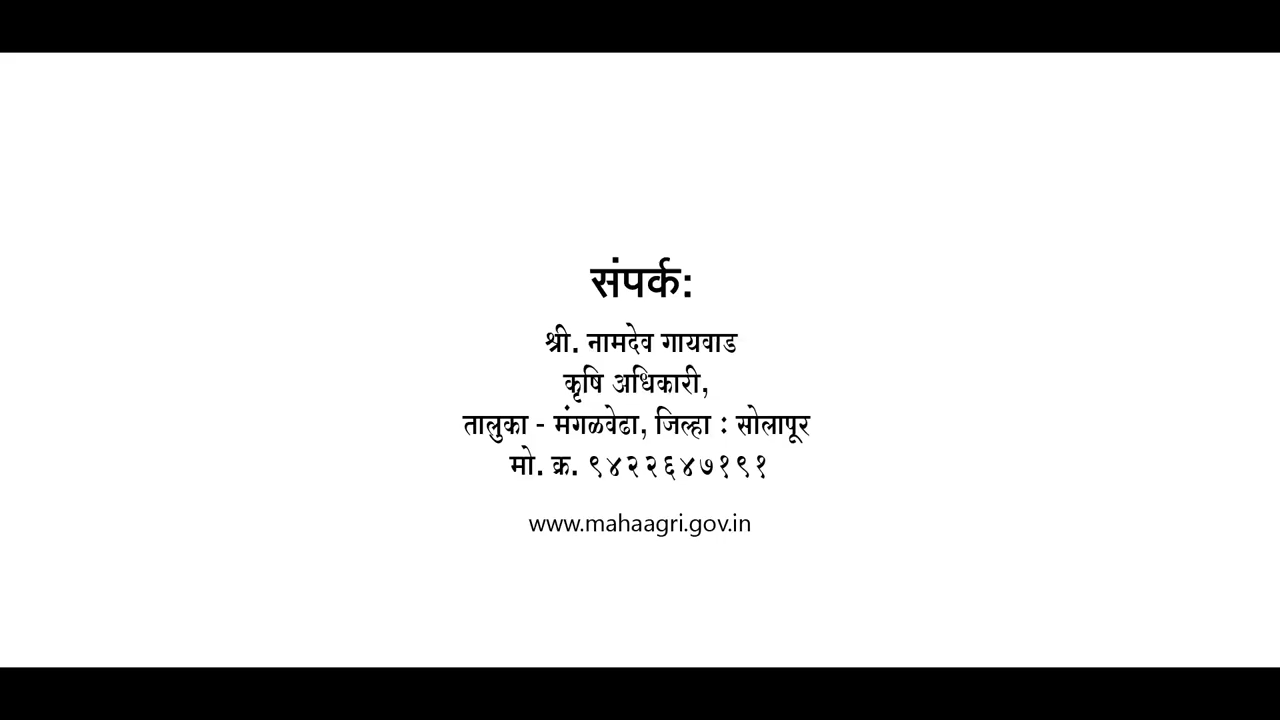 संपर्क:
श्री. नामदेव गायवाड
कृषि अधिकारी,
तालुका - मंगळवेढा, जिल्हा : सोलापूर
मो. क्र. ९४२२६४७१९१
www.mahaagri.gov.in